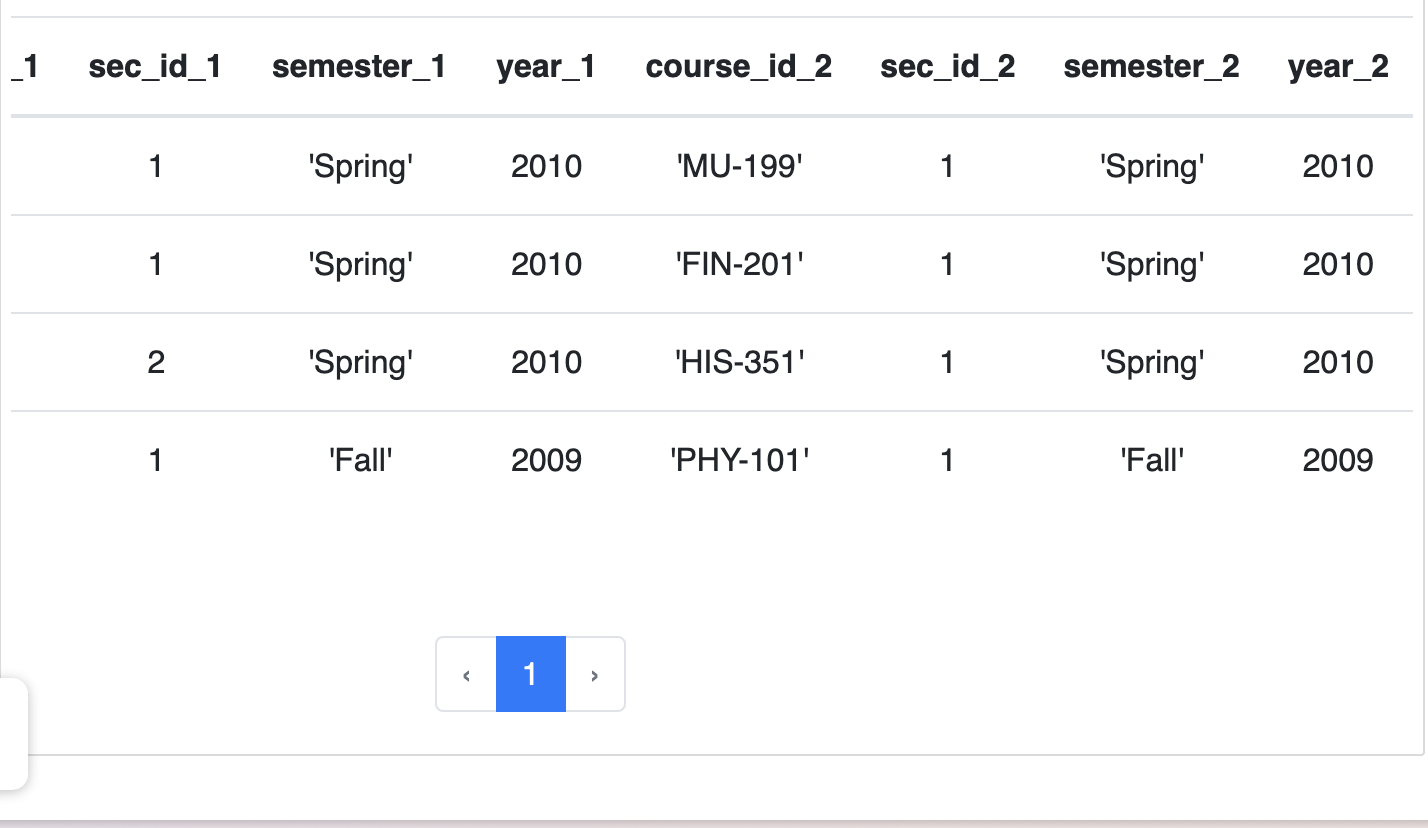 _1 sec_id_1 semester_1 year_1 course_id_2 sec_id_2 semester_2 year_2
1 'Spring' 2010 'MU-199' 1 'Spring' 2010
1 'Spring' 2010 'FIN-201' 1 'Spring' 2010
2 'Spring' 2010 'HIS-351' 1 'Spring' 2010
1 'Fall' 2009 'PHY-101' 1 'Fall' 2009
‹ 1 ›